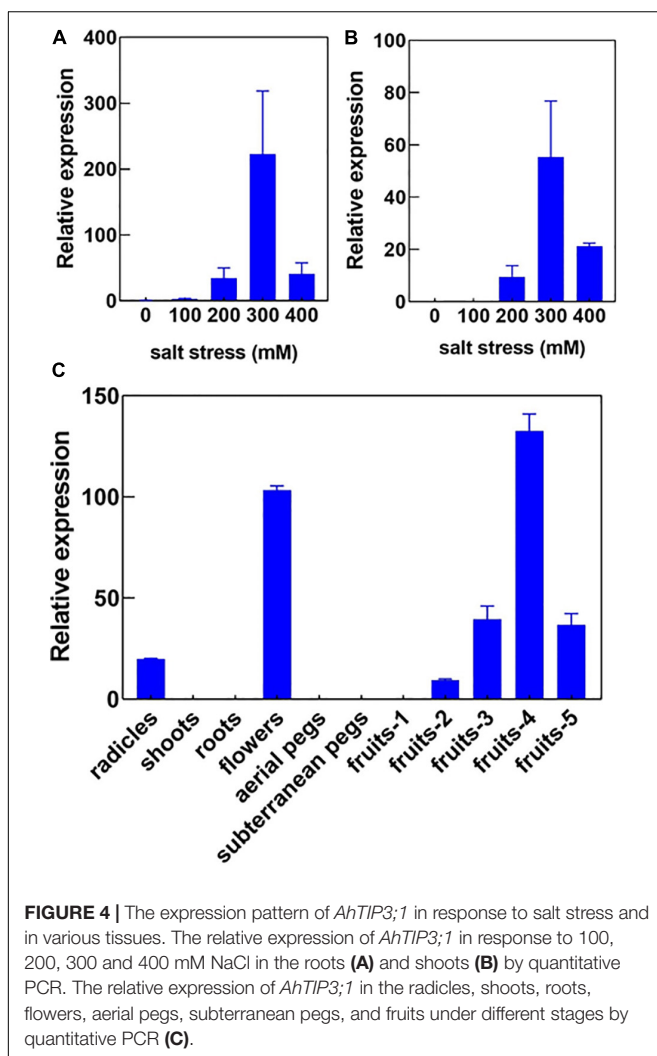 A
400
300
200
100
0
Relative expression
0 100 200 300 400
salt stress (mM)
B
100
80
60
40
20
0
Relative expression
0 100 200 300 400
salt stress (mM)
C
150
100
50
0
Relative expression
radicles
shoots
roots
flowers
aerial pegs
subterranean pegs
fruits-1
fruits-2
fruits-3
fruits-4
fruits-5
FIGURE 4 | The expression pattern of AhTIP3;1 in response to salt stress and
in various tissues. The relative expression of AhTIP3;1 in response to 100,
200, 300 and 400 mM NaCl in the roots (A) and shoots (B) by quantitative
PCR. The relative expression of AhTIP3;1 in the radicles, shoots, roots,
flowers, aerial pegs, subterranean pegs, and fruits under different stages by
quantitative PCR (C).